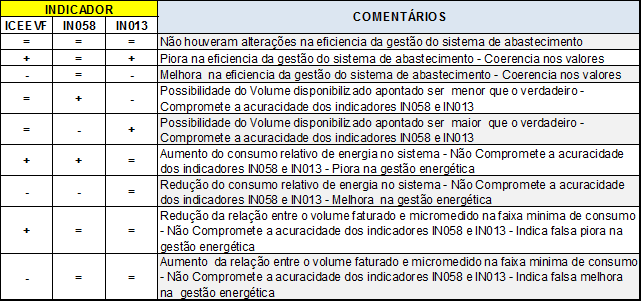 INDICADOR COMENTÁRIOS
ICEEVF IN058 IN013
= = = Não houveram alterações na eficiencia da gestão do sistema de abastecimento
+ = + Piora na eficiencia da gestão do sistema de abastecimento - Coerencia nos valores
- = - Melhora na eficiencia da gestão do sistema de abastecimento - Coerencia nos valores
= + - Possibilidade do Volume disponibilizado apontado ser menor que o verdadeiro -
Compromete a acuracidade dos indicadores IN058 e IN013
= - + Possibilidade do Volume disponibilizado apontado ser maior que o verdadeiro -
Compromete a acuracidade dos indicadores IN058 e IN013
+ + = Aumento do consumo relativo de energia no sistema - Não Compromete a acuracidade
dos indicadores IN058 e IN013 - Piora na gestão energética
- - = Redução do consumo relativo de energia no sistema - Não Compromete a acuracidade
dos indicadores IN058 e IN013 - Melhora na gestão energética
+ = = Redução da relação entre o volume faturado e micromedido na faixa minima de consumo
- Não Compromete a acuracidade dos indicadores IN058 e IN013 - Indica falsa piora na
gestão energética
- = = Aumento da relação entre o volume faturado e micromedido na faixa minima de consumo
- Não Compromete a acuracidade dos indicadores IN058 e IN013 - Indica falsa melhora
na gestão energética